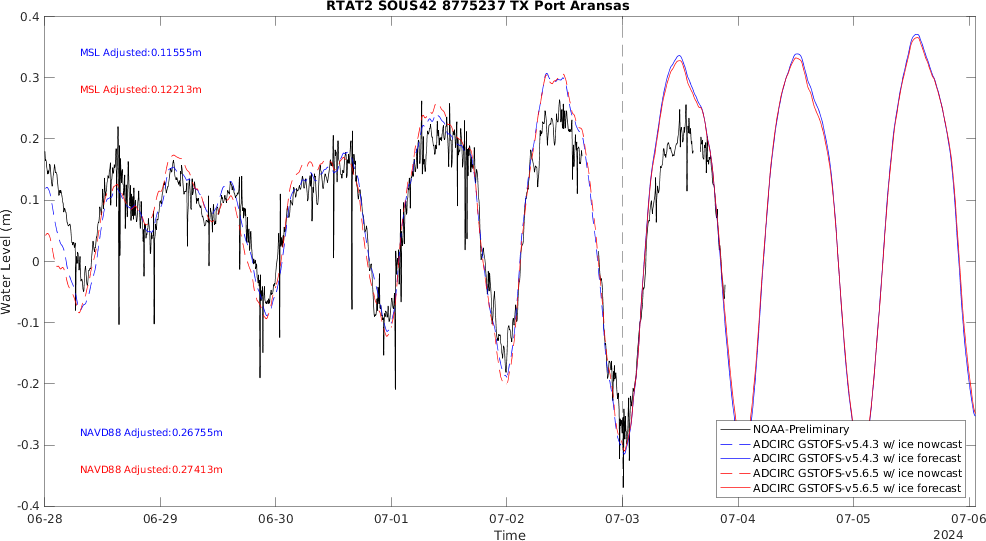 RTAT2 SOUS42 8775237 TX Port Aransas
0.4
0.3
0.2
0.1
0
-0.1
-0.2
-0.3
-0.4
Water Level (m)
MSL Adjusted:0.11555m
MSL Adjusted:0.12213m
NAVD88 Adjusted:0.26755m
NAVD88 Adjusted:0.27413m
NOAA-Preliminary
ADCIRC GSTOFS-v5.4.3 w/ ice nowcast
ADCIRC GSTOFS-v5.4.3 w/ ice forecast
ADCIRC GSTOFS-v5.6.5 w/ ice nowcast
ADCIRC GSTOFS-v5.6.5 w/ ice forecast
06-28 06-29 06-30 07-01 07-02 07-03 07-04 07-05 07-06
Time
2024